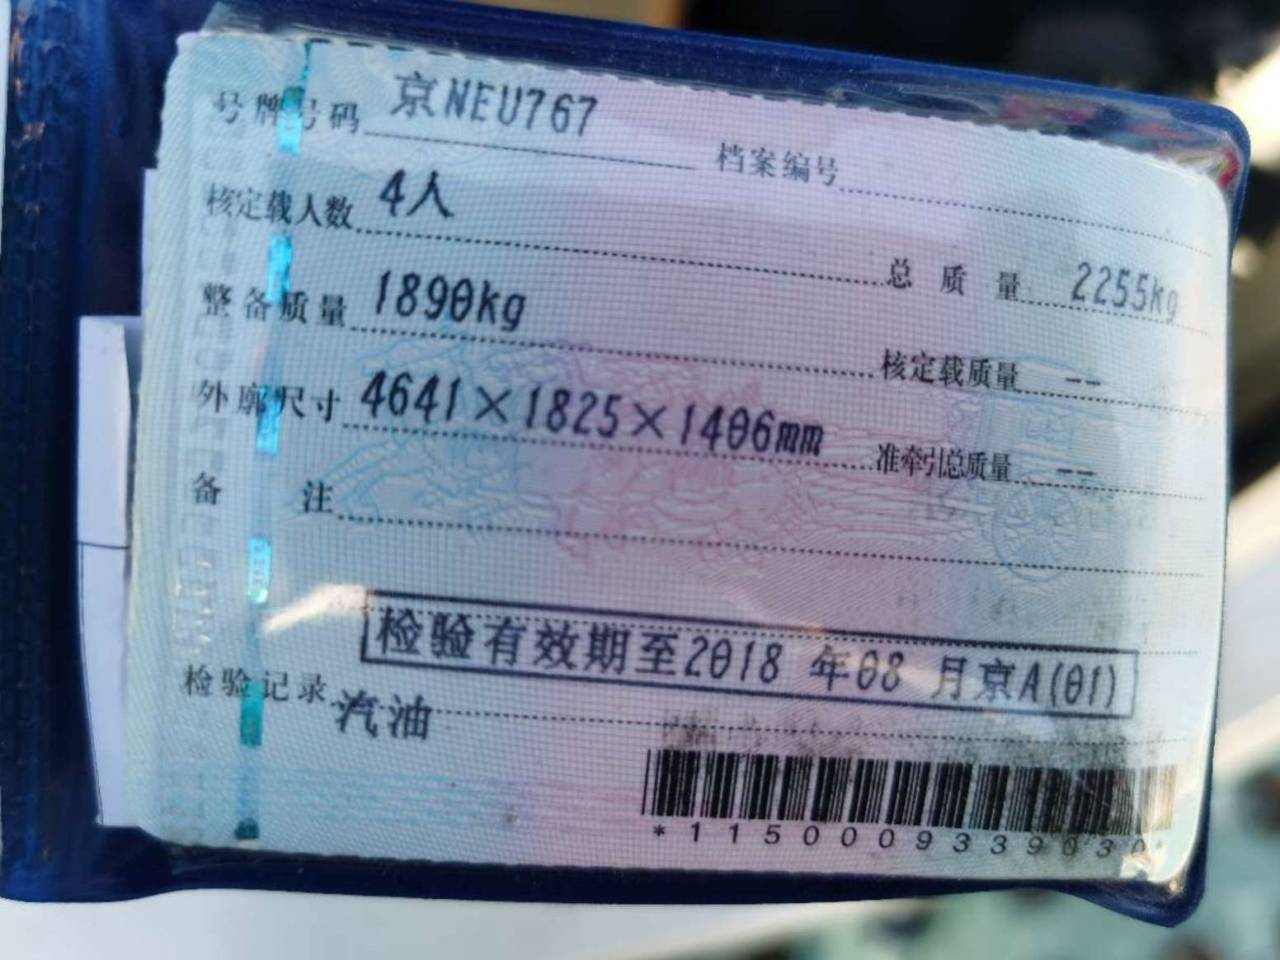 号牌号码 京NEU767 档案编号
核定载人数 4人 总质量 2255kg
整备质量 1890kg 核定载质量 --
外廓尺寸 4641×1825×1406mm 准牵引总质量 --
备注
检验有效期至2018 年08 月京A(01)
检验记录 汽油
*1150009339030*